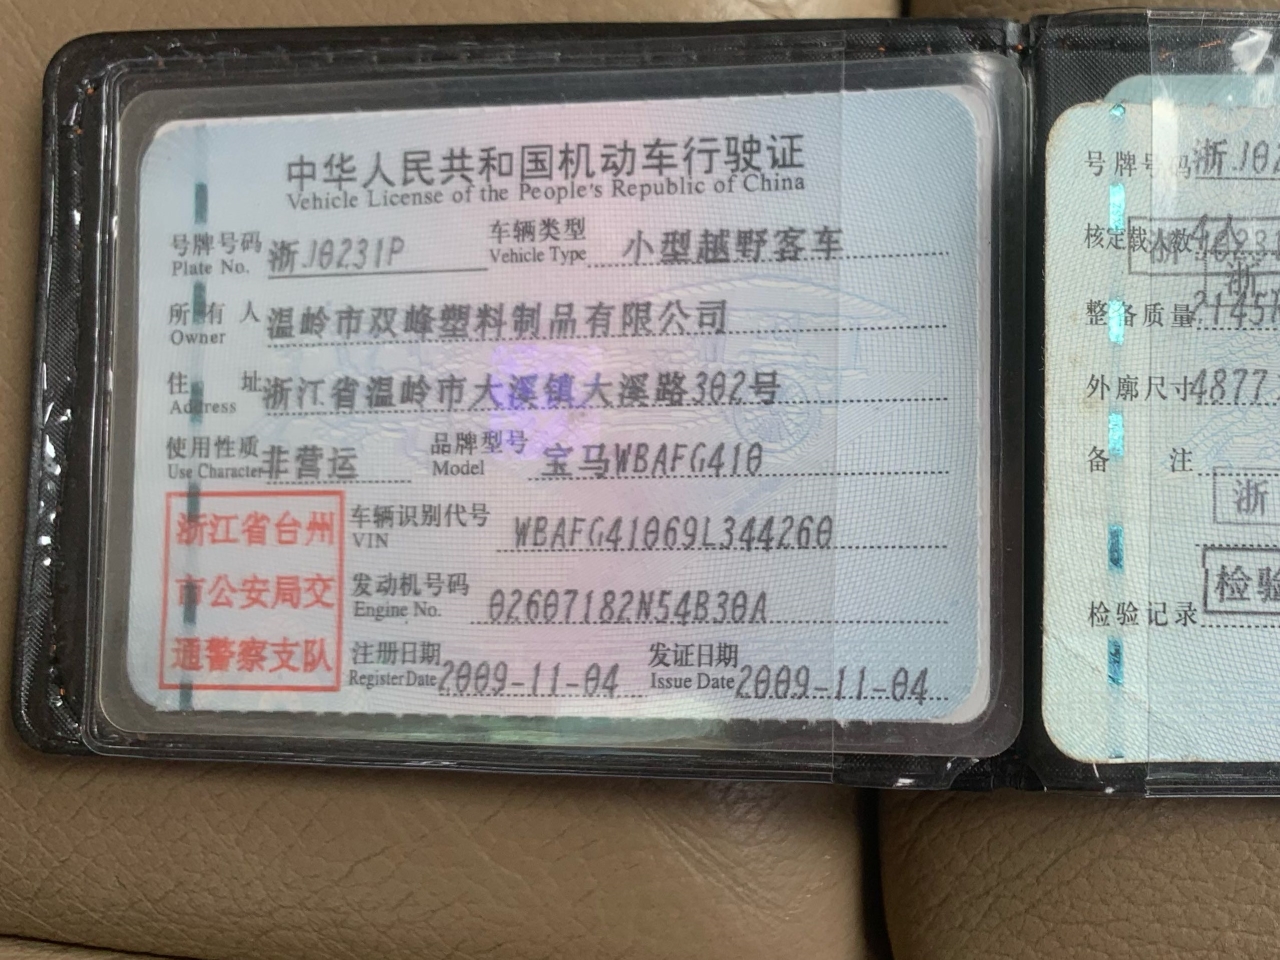 中华人民共和国机动车行驶证
Vehicle License of the People's Republic of China
号牌号码 浙J0231P 车辆类型 小型越野客车
Plate No. Vehicle Type
所有人 温岭市双峰塑料制品有限公司
Owner
住址 浙江省温岭市大溪镇大溪路302号
Address
使用性质 非营运 品牌型号 宝马WBAFG410
Use Character Model
浙江省台州
市公安局交
通警察支队
车辆识别代号 WBAFG41069L344260
VIN
发动机号码 02607182N54B30A
Engine No.
注册日期 2009-11-04 发证日期 2009-11-04
Register Date Issue Date
号牌号码 浙J02
核定载人数
整备质量
外廓尺寸 4877
备注
浙
检验记录